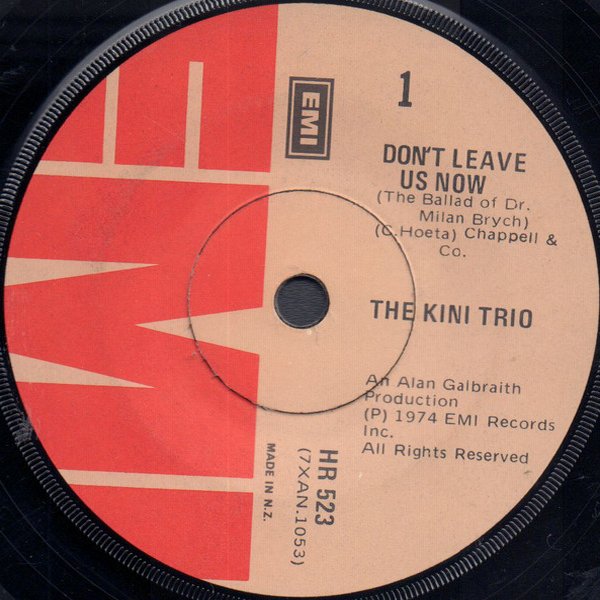 EMI
EMI
1
DON'T LEAVE
US NOW
(The Ballad of Dr.
Milan Brych)
(C.Hoeta) Chappell &
Co.
THE KINI TRIO
An Alan Galbraith
Production
(P) 1974 EMI Records
Inc.
All Rights Reserved
HR 523
(7XAN.1053)
MADE IN N.Z.